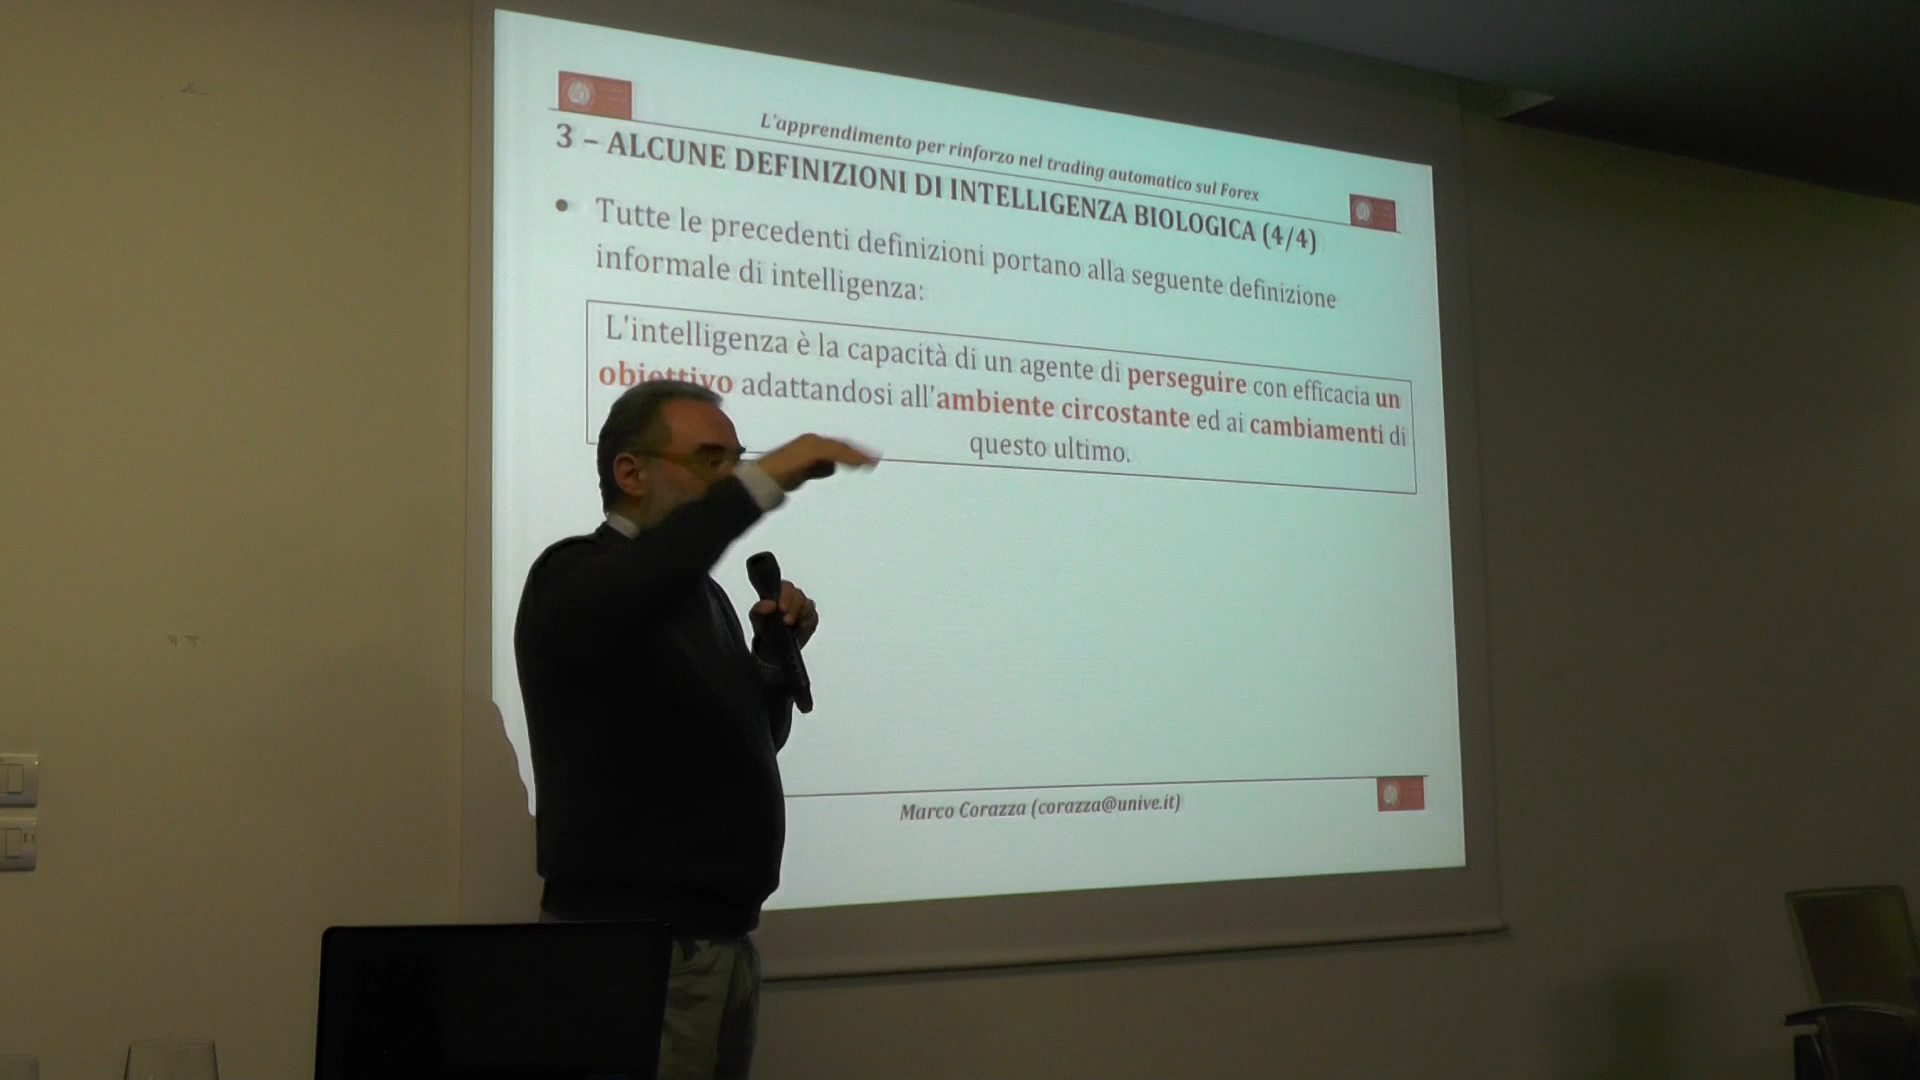 L'apprendimento per rinforzo nel trading automatico sul Forex
3 – ALCUNE DEFINIZIONI DI INTELLIGENZA BIOLOGICA (4/4)
• Tutte le precedenti definizioni portano alla seguente definizione
informale di intelligenza:
L'intelligenza è la capacità di un agente di perseguire con efficacia un
obiettivo adattandosi all'ambiente circostante ed ai cambiamenti di
questo ultimo.
Marco Corazza (corazza@unive.it)